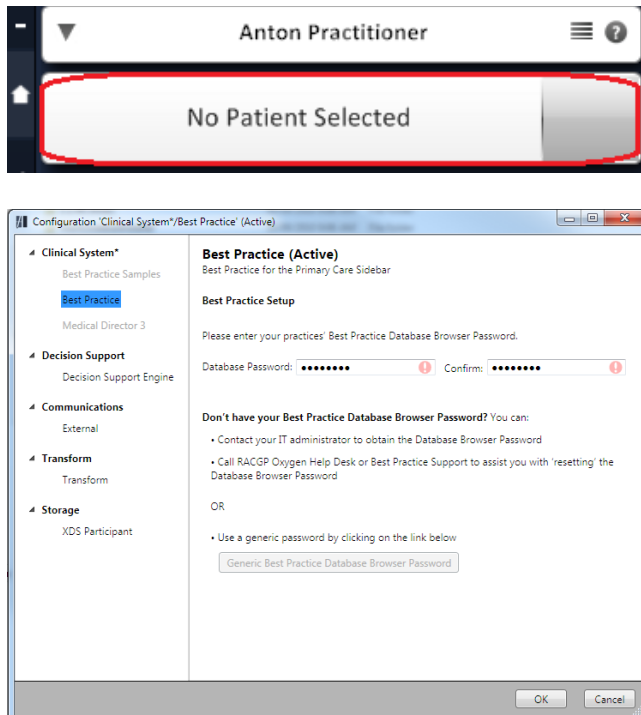 Anton Practitioner
No Patient Selected
Configuration 'Clinical System*/Best Practice' (Active)
Clinical System*
Best Practice Samples
Best Practice
Medical Director 3
Decision Support
Decision Support Engine
Communications
External
Transform
Transform
Storage
XDS Participant
Best Practice (Active)
Best Practice for the Primary Care Sidebar
Best Practice Setup
Please enter your practices' Best Practice Database Browser Password.
Database Password: •••••••• Confirm: ••••••••
Don't have your Best Practice Database Browser Password? You can:
• Contact your IT administrator to obtain the Database Browser Password
• Call RACGP Oxygen Help Desk or Best Practice Support to assist you with 'resetting' the
Database Browser Password
OR
• Use a generic password by clicking on the link below
Generic Best Practice Database Browser Password
OK Cancel